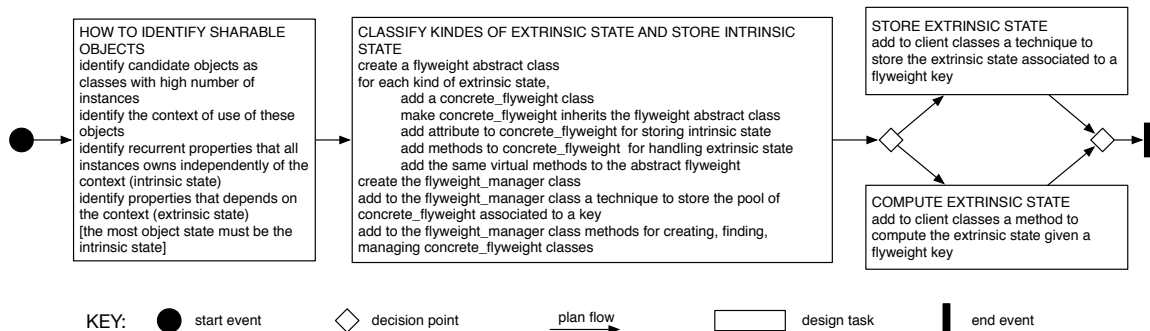 HOW TO IDENTIFY SHARABLE
OBJECTS
identify candidate objects as
classes with high number of
instances
identify the context of use of these
objects
identify recurrent properties that all
instances owns independently of the
context (intrinsic state)
identify properties that depends on
the context (extrinsic state)
[the most object state must be the
intrinsic state]
CLASSIFY KINDES OF EXTRINSIC STATE AND STORE INTRINSIC
STATE
create a flyweight abstract class
for each kind of extrinsic state,
add a concrete_flyweight class
make concrete_flyweight inherits the flyweight abstract class
add attribute to concrete_flyweight for storing intrinsic state
add methods to concrete_flyweight for handling extrinsic state
add the same virtual methods to the abstract flyweight
create the flyweight_manager class
add to the flyweight_manager class a technique to store the pool of
concrete_flyweight associated to a key
add to the flyweight_manager class methods for creating, finding,
managing concrete_flyweight classes
STORE EXTRINSIC STATE
add to client classes a technique to
store the extrinsic state associated to a
flyweight key
COMPUTE EXTRINSIC STATE
add to client classes a method to
compute the extrinsic state given a
flyweight key
KEY:
start event
decision point
plan flow
design task
end event